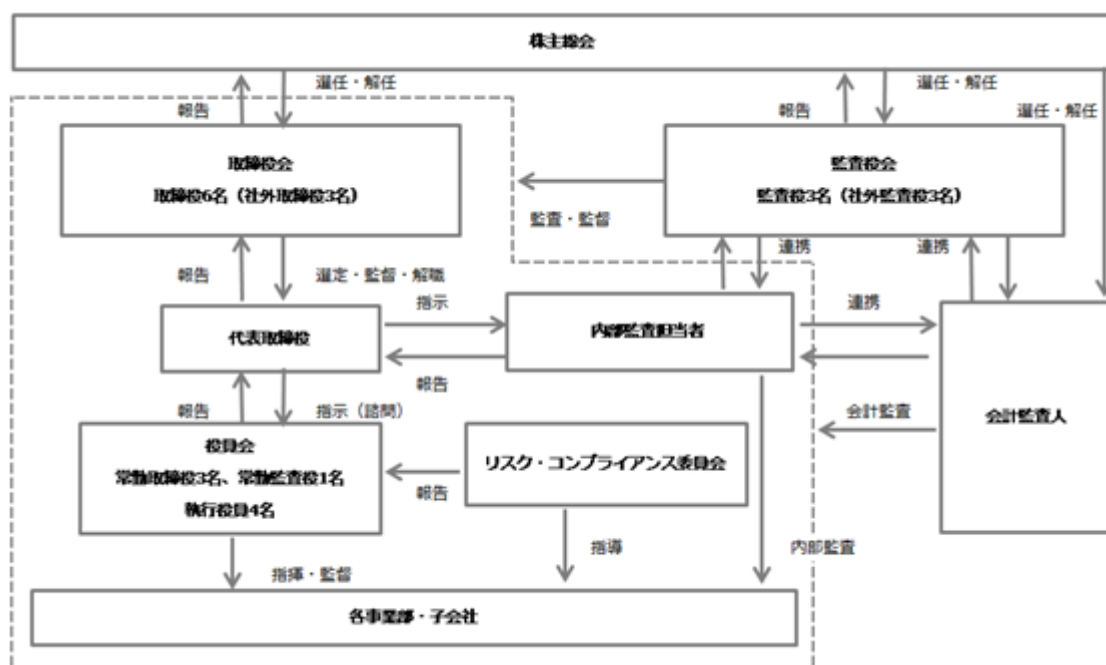 株主総会
選任・解任
報告
報告
選任・解任
選任・解任
取締役会
取締役6名（社外取締役3名）
監査役会
監査役3名（社外監査役3名）
監査・監督
報告
選定・監督・解職
連携
連携
指示
連携
代表取締役
内部監査担当者
報告
報告
指示（諮問）
会計監査
会計監査人
役員会
常勤取締役3名、常勤監査役1名
執行役員4名
リスク・コンプライアンス委員会
報告
指導
内部監査
指揮・監督
各事業部・子会社